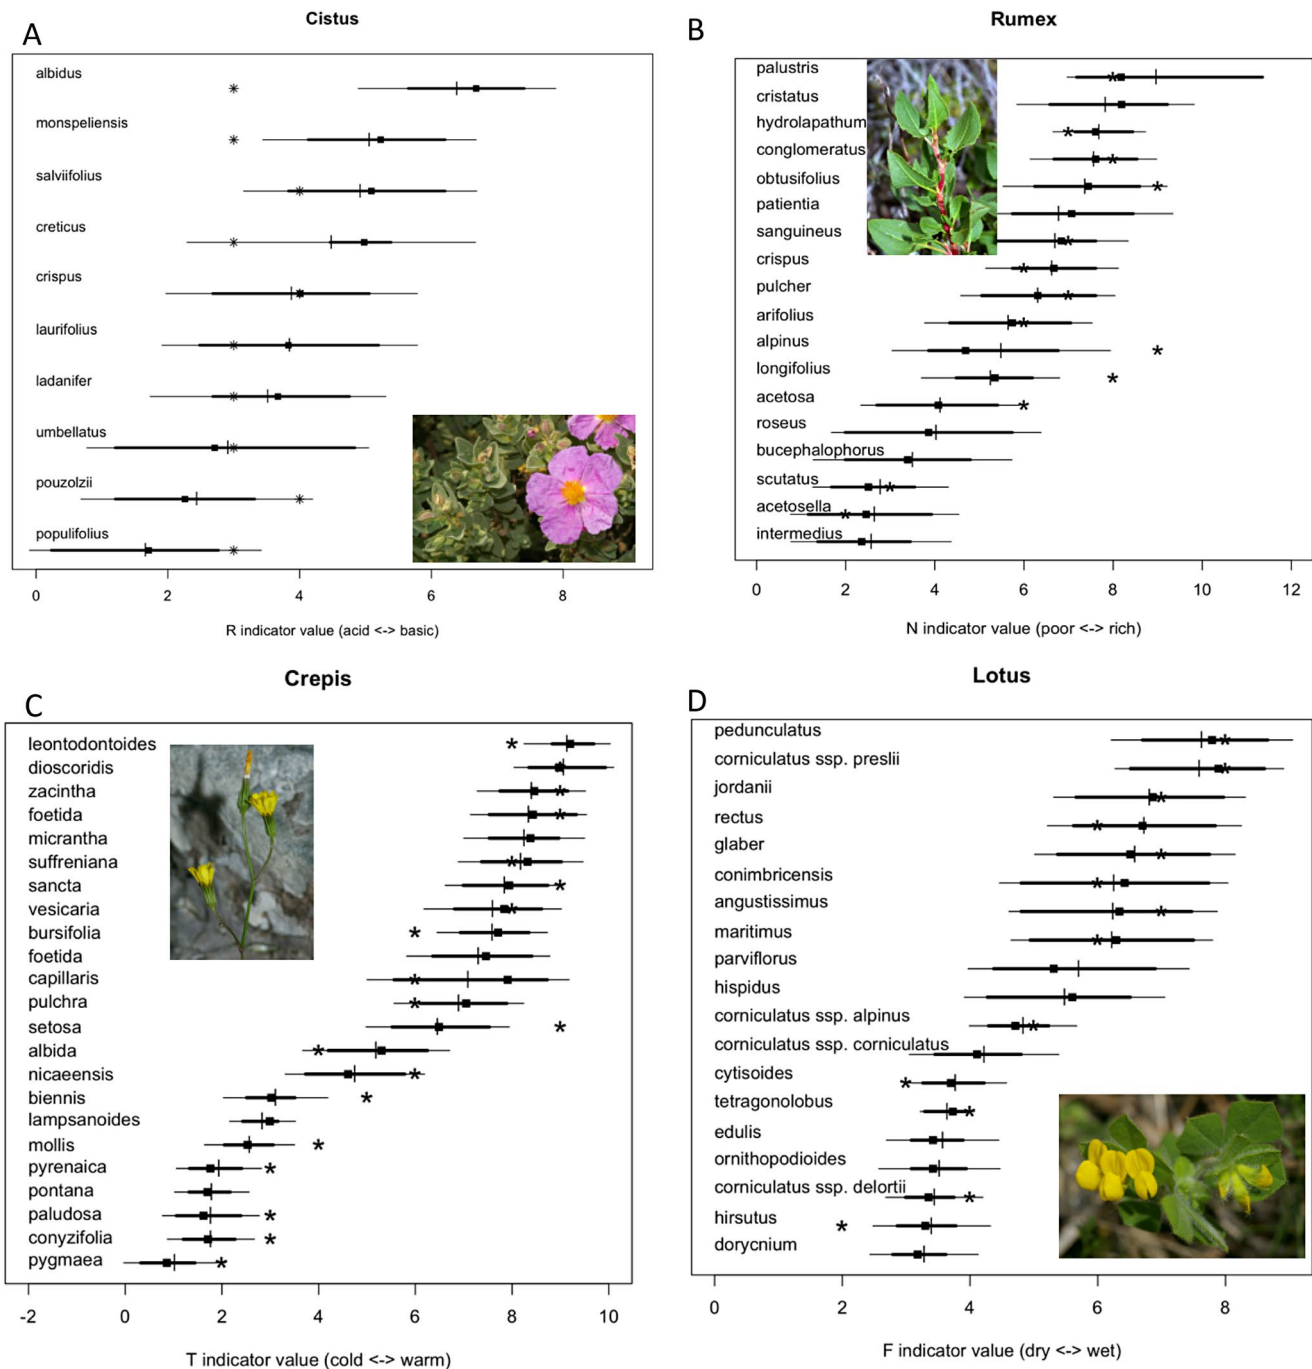 A
Cistus
albidus
monspeliensis
salviifolius
creticus
crispus
laurifolius
ladanifer
umbellatus
pouzolzii
populifolius
0 2 4 6 8
R indicator value (acid <-> basic)
B
Rumex
palustris
cristatus
hydrolapathum
conglomeratus
obtusifolius
patientia
sanguineus
crispus
pulcher
arifolius
alpinus
longifolius
acetosa
roseus
bucephalophorus
scutatus
acetosella
intermedius
0 2 4 6 8 10 12
N indicator value (poor <-> rich)
C
Crepis
leontodontoides
dioscoridis
zacintha
foetida
micrantha
suffreniana
sancta
vesicaria
bursifolia
foetida
capillaris
pulchra
setosa
albida
nicaeensis
biennis
lampsanoides
mollis
pyrenaica
pontana
paludosa
conyzifolia
pygmaea
-2 0 2 4 6 8 10
T indicator value (cold <-> warm)
D
Lotus
pedunculatus
corniculatus ssp. preslii
jordanii
rectus
glaber
conimbricensis
angustissimus
maritimus
parviflorus
hispidus
corniculatus ssp. alpinus
corniculatus ssp. corniculatus
cytisoides
tetragonolobus
edulis
ornithopodioides
corniculatus ssp. delortii
hirsutus
dorycnium
0 2 4 6 8
F indicator value (dry <-> wet)